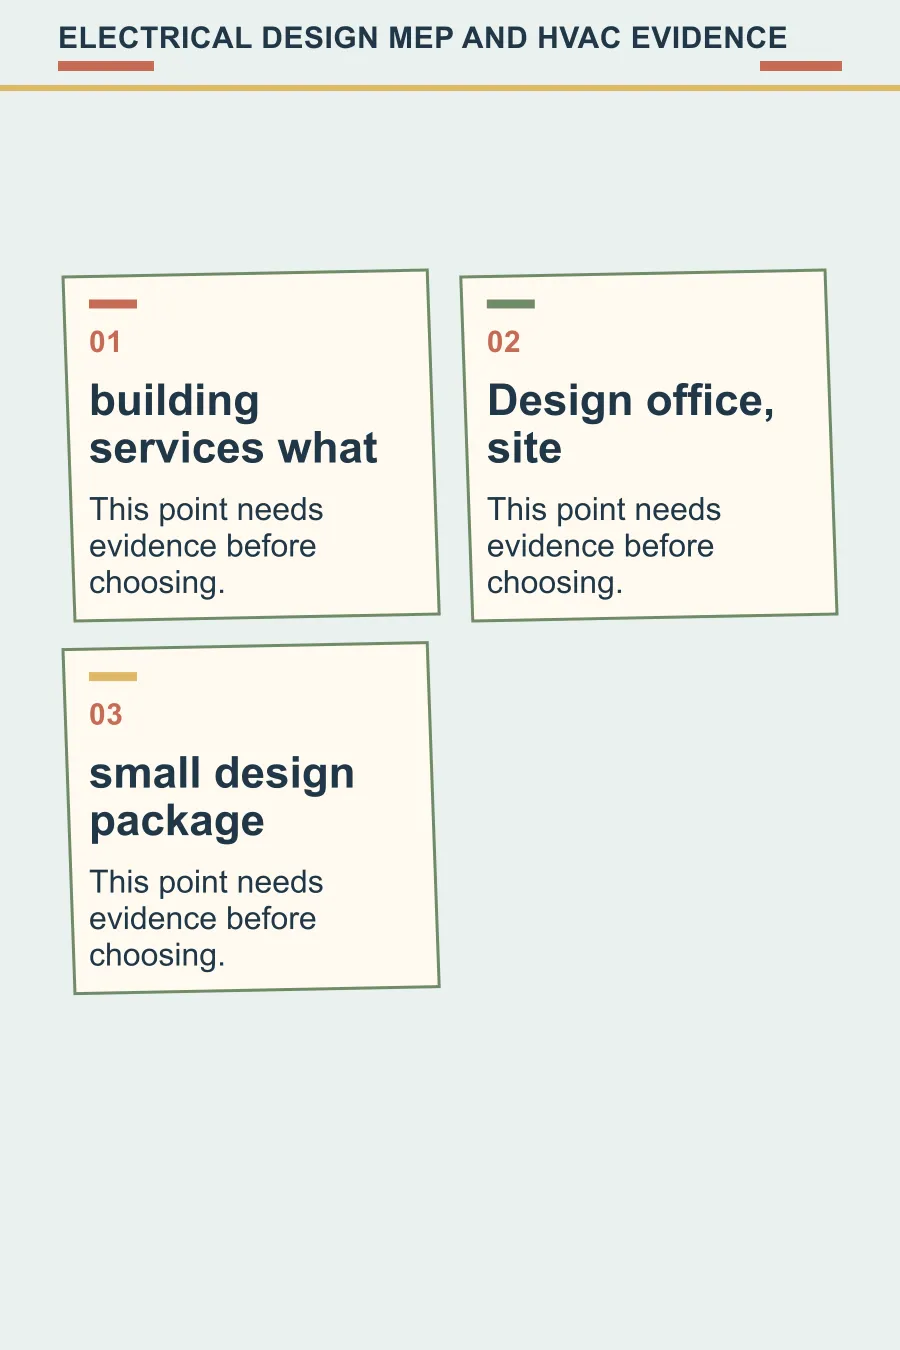 ELECTRICAL DESIGN MEP AND HVAC EVIDENCE
01
building
services what
This point needs
evidence before
choosing.
02
Design office,
site
This point needs
evidence before
choosing.
03
small design
package
This point needs
evidence before
choosing.